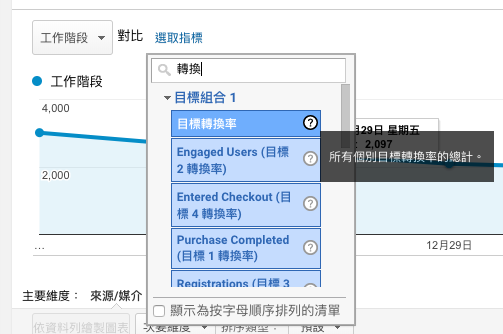 工作階段
對比
選取指標
轉換
工作階段
目標組合 1
4,000
目標轉換率
月29日 星期五
2,097
所有個別目標轉換率的總計。
Engaged Users (目標
2 轉換率)
2,000
Entered Checkout (目
標 4 轉換率)
Purchase Completed
(目標 1 轉換率)
…
12月29日
Registrations (目標 3
主要維度：
來源/媒介
顯示為按字母順序排列的清單
依資料列繪製圖表
次要維度
排序類型：
預設